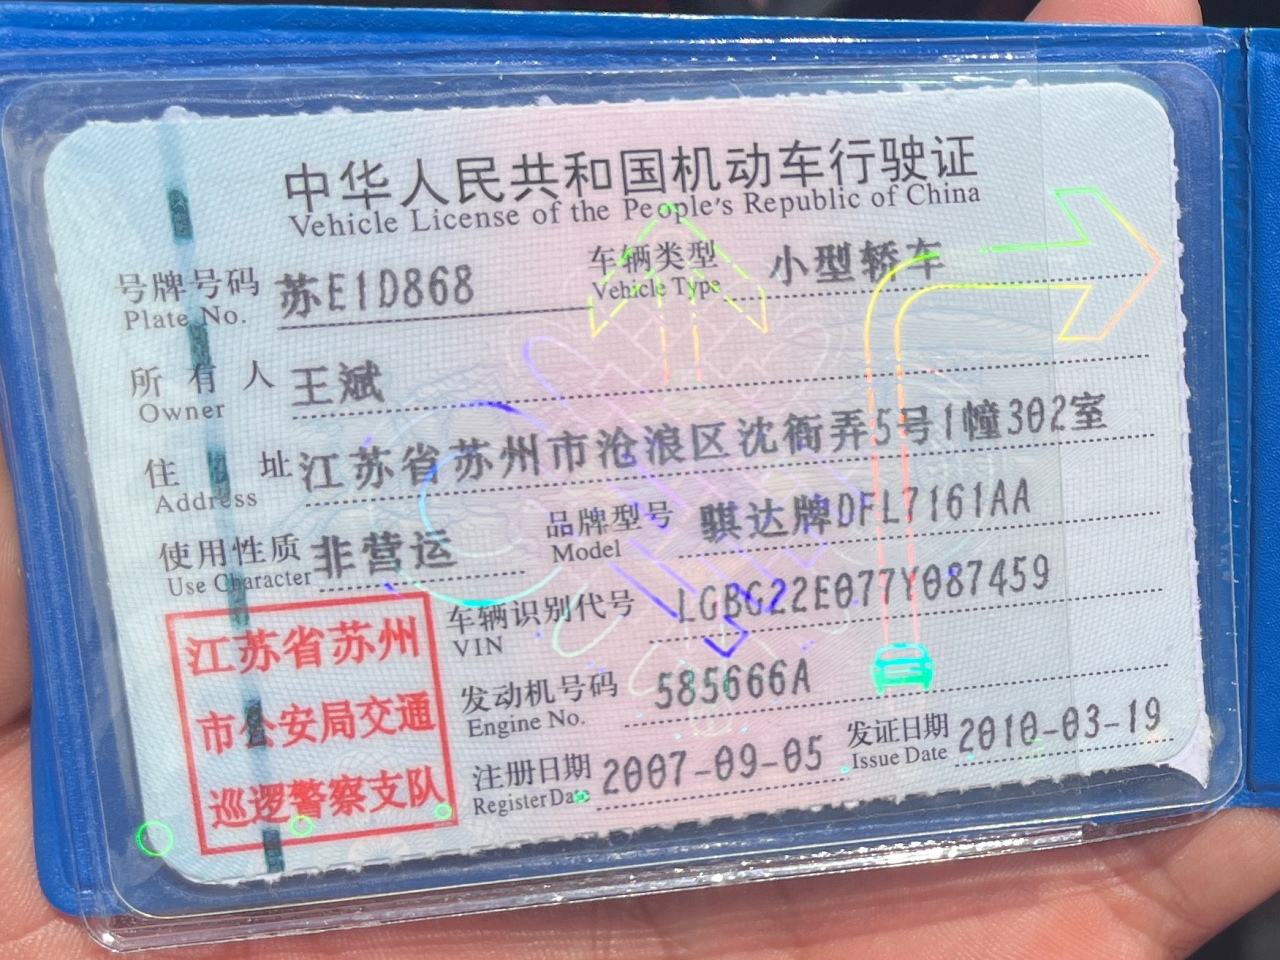 中华人民共和国机动车行驶证
Vehicle License of the People's Republic of China
号牌号码 苏E1D868 车辆类型 小型轿车
Plate No. Vehicle Type
所有人 王斌
Owner
住址 江苏省苏州市沧浪区沈衙弄5号1幢302室
Address
使用性质 非营运 品牌型号 骐达牌DFL7161AA
Use Character Model
车辆识别代号 LGBG22E077Y087459
VIN
发动机号码 585666A
Engine No.
注册日期 2007-09-05 发证日期 2010-03-19
Register Date Issue Date
江苏省苏州
市公安局交通
巡逻警察支队